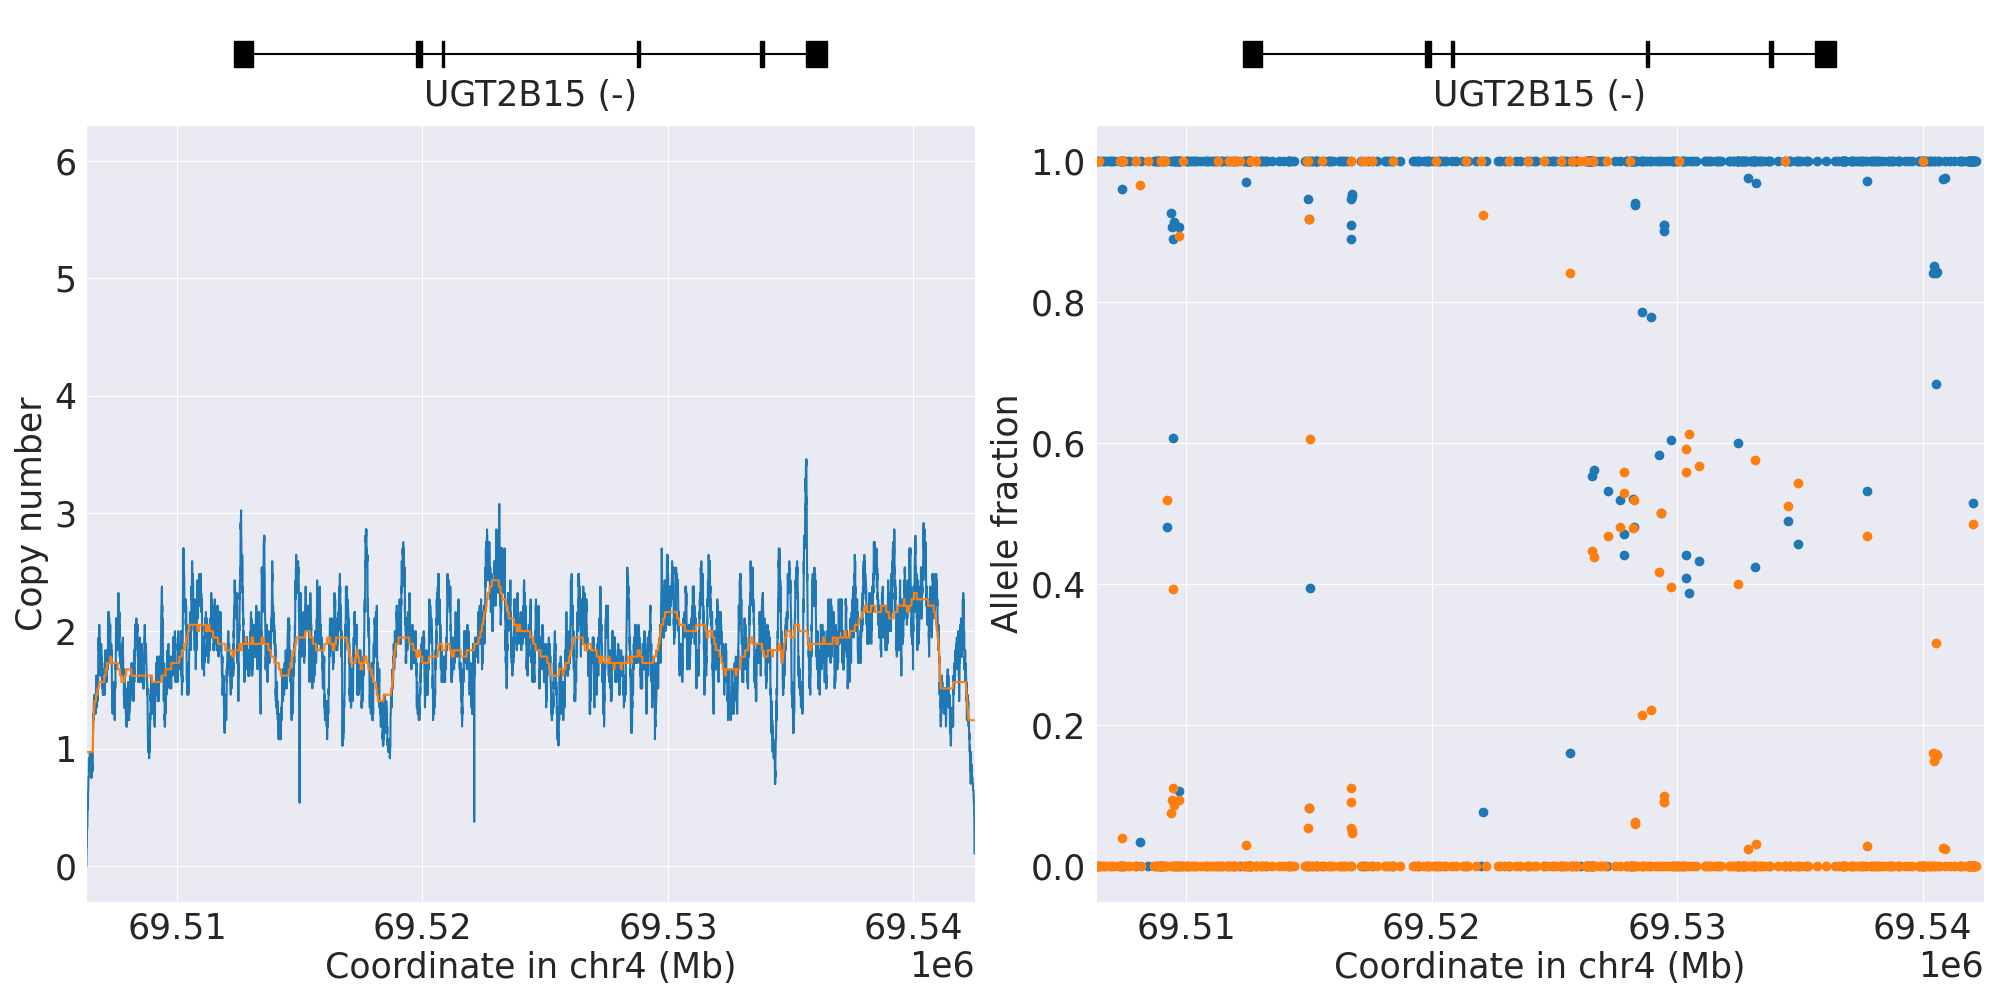 UGT2B15 (-)
6
5
4
3
2
1
0
Copy number
69.51 69.52 69.53 69.54
Coordinate in chr4 (Mb)
1e6
UGT2B15 (-)
1.0
0.8
0.6
0.4
0.2
0.0
Allele fraction
69.51 69.52 69.53 69.54
Coordinate in chr4 (Mb)
1e6